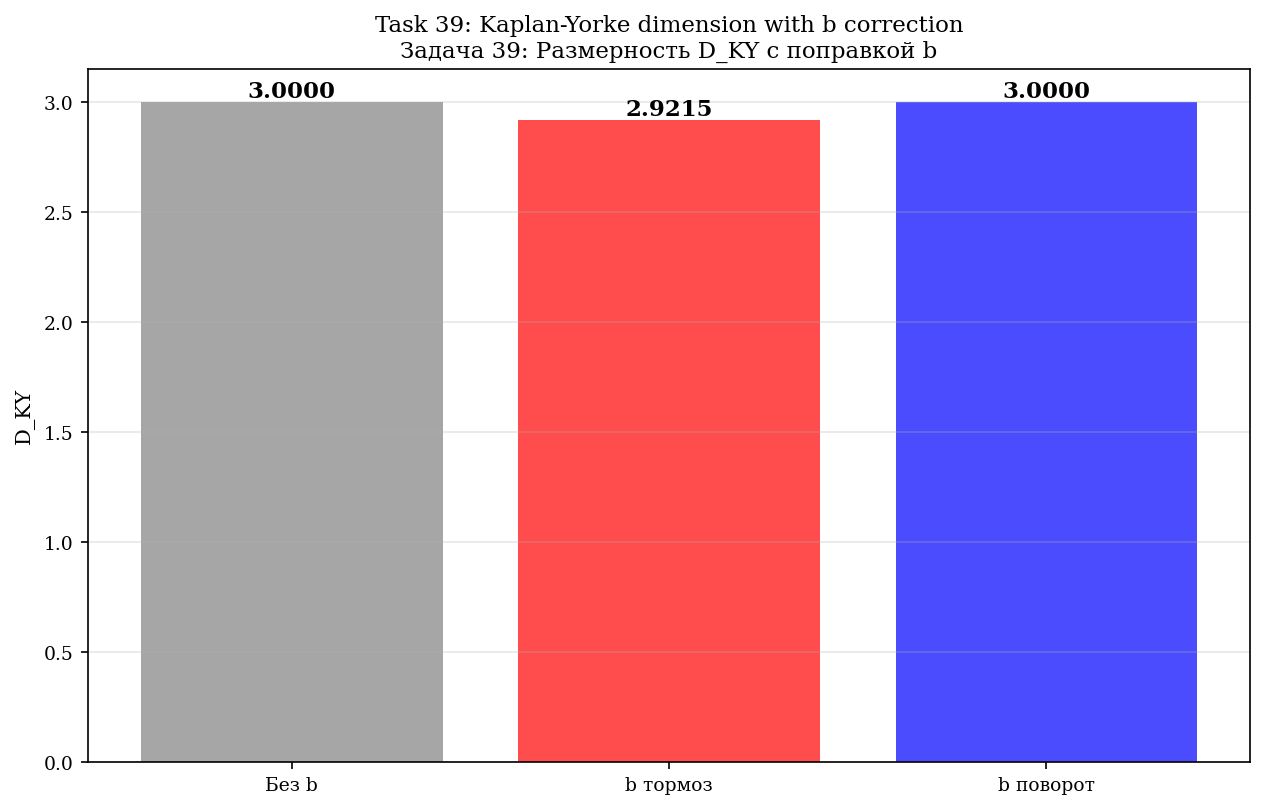 Task 39: Kaplan-Yorke dimension with b correction
Задача 39: Размерность D_KY с поправкой b
3.0000
2.9215
3.0000
D_KY
3.0
2.5
2.0
1.5
1.0
0.5
0.0
Без b
b тормоз
b поворот